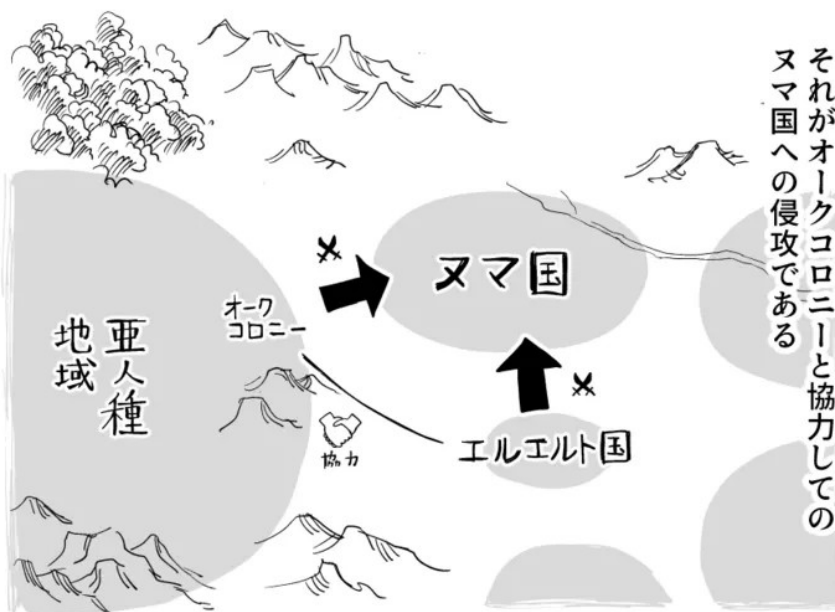 それがオークコロニーと協力しての
ヌマ国への侵攻である
ヌマ国
オーク
コロニー
亜人種
地域
協力
エルエルト国